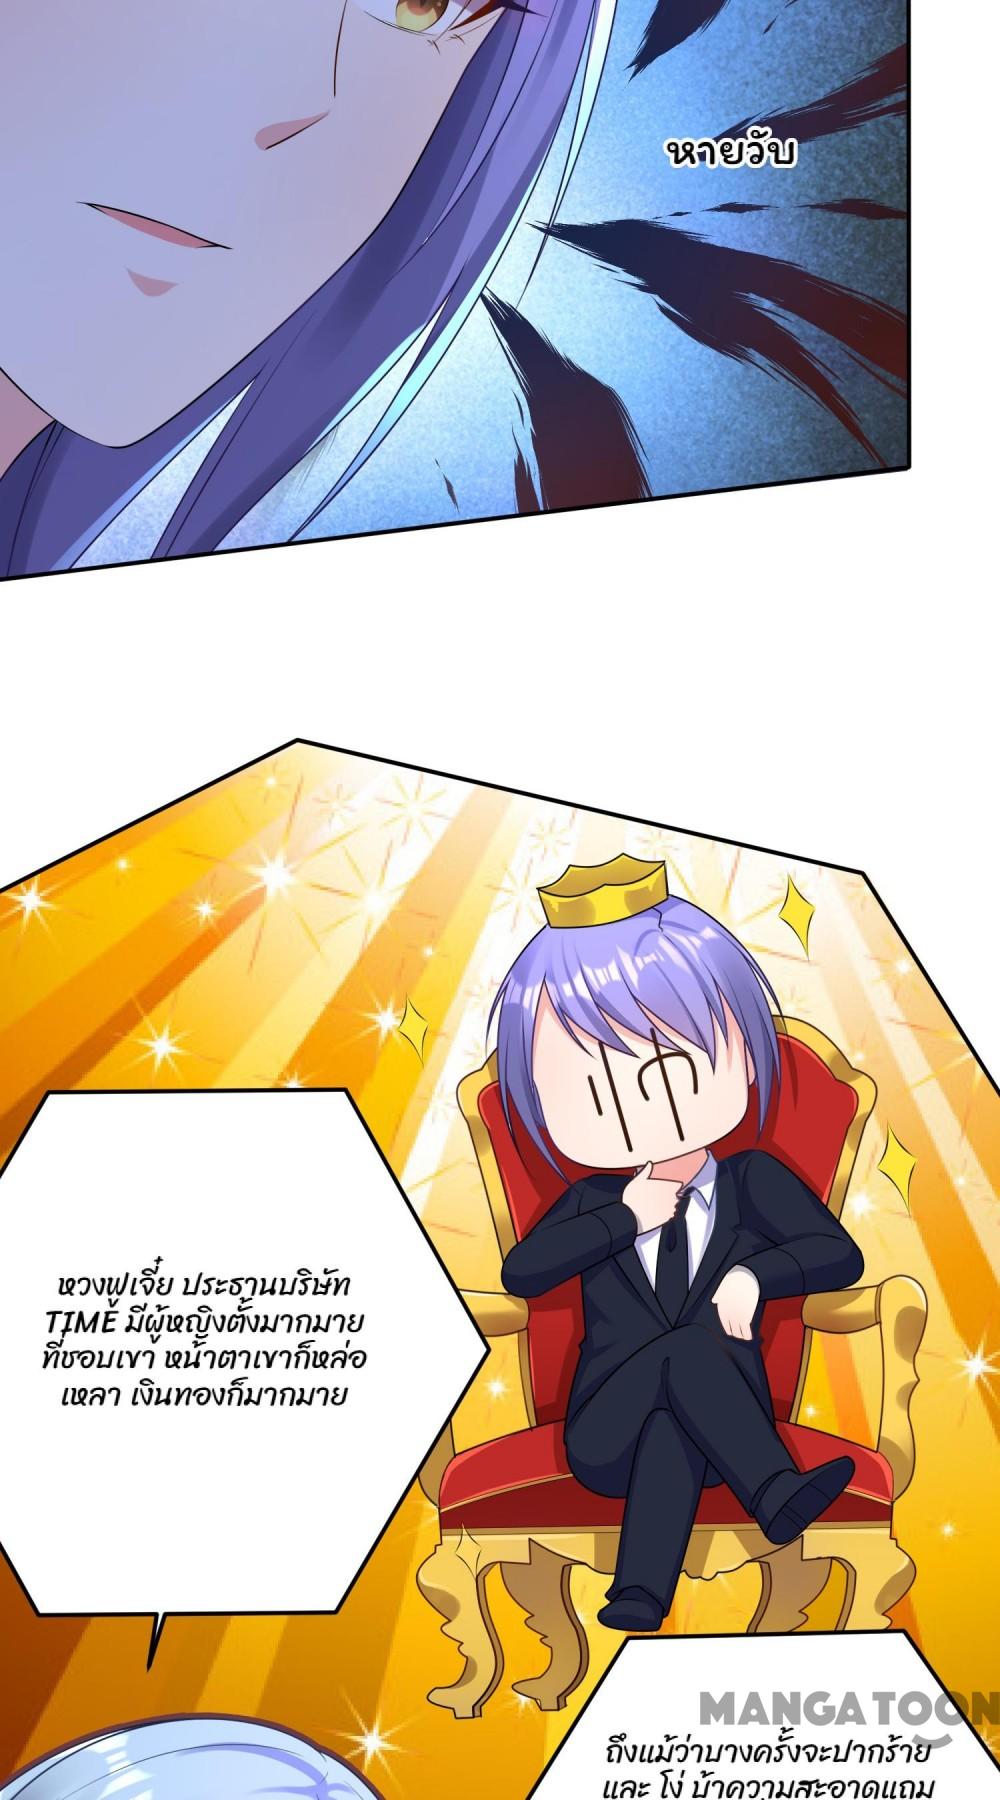 หายวับ
หวงฟูเจี๋ย ประธานบริษัท
TIME มีผู้หญิงตั้งมากมาย
ที่ชอบเขา หน้าตาเขาก็หล่อ
เหลา เงินทองก็มากมาย
MANGATOON
ถึงแม้ว่าบางครั้งจะปากร้าย
และ โง่ บ้าความสะอาดแถม